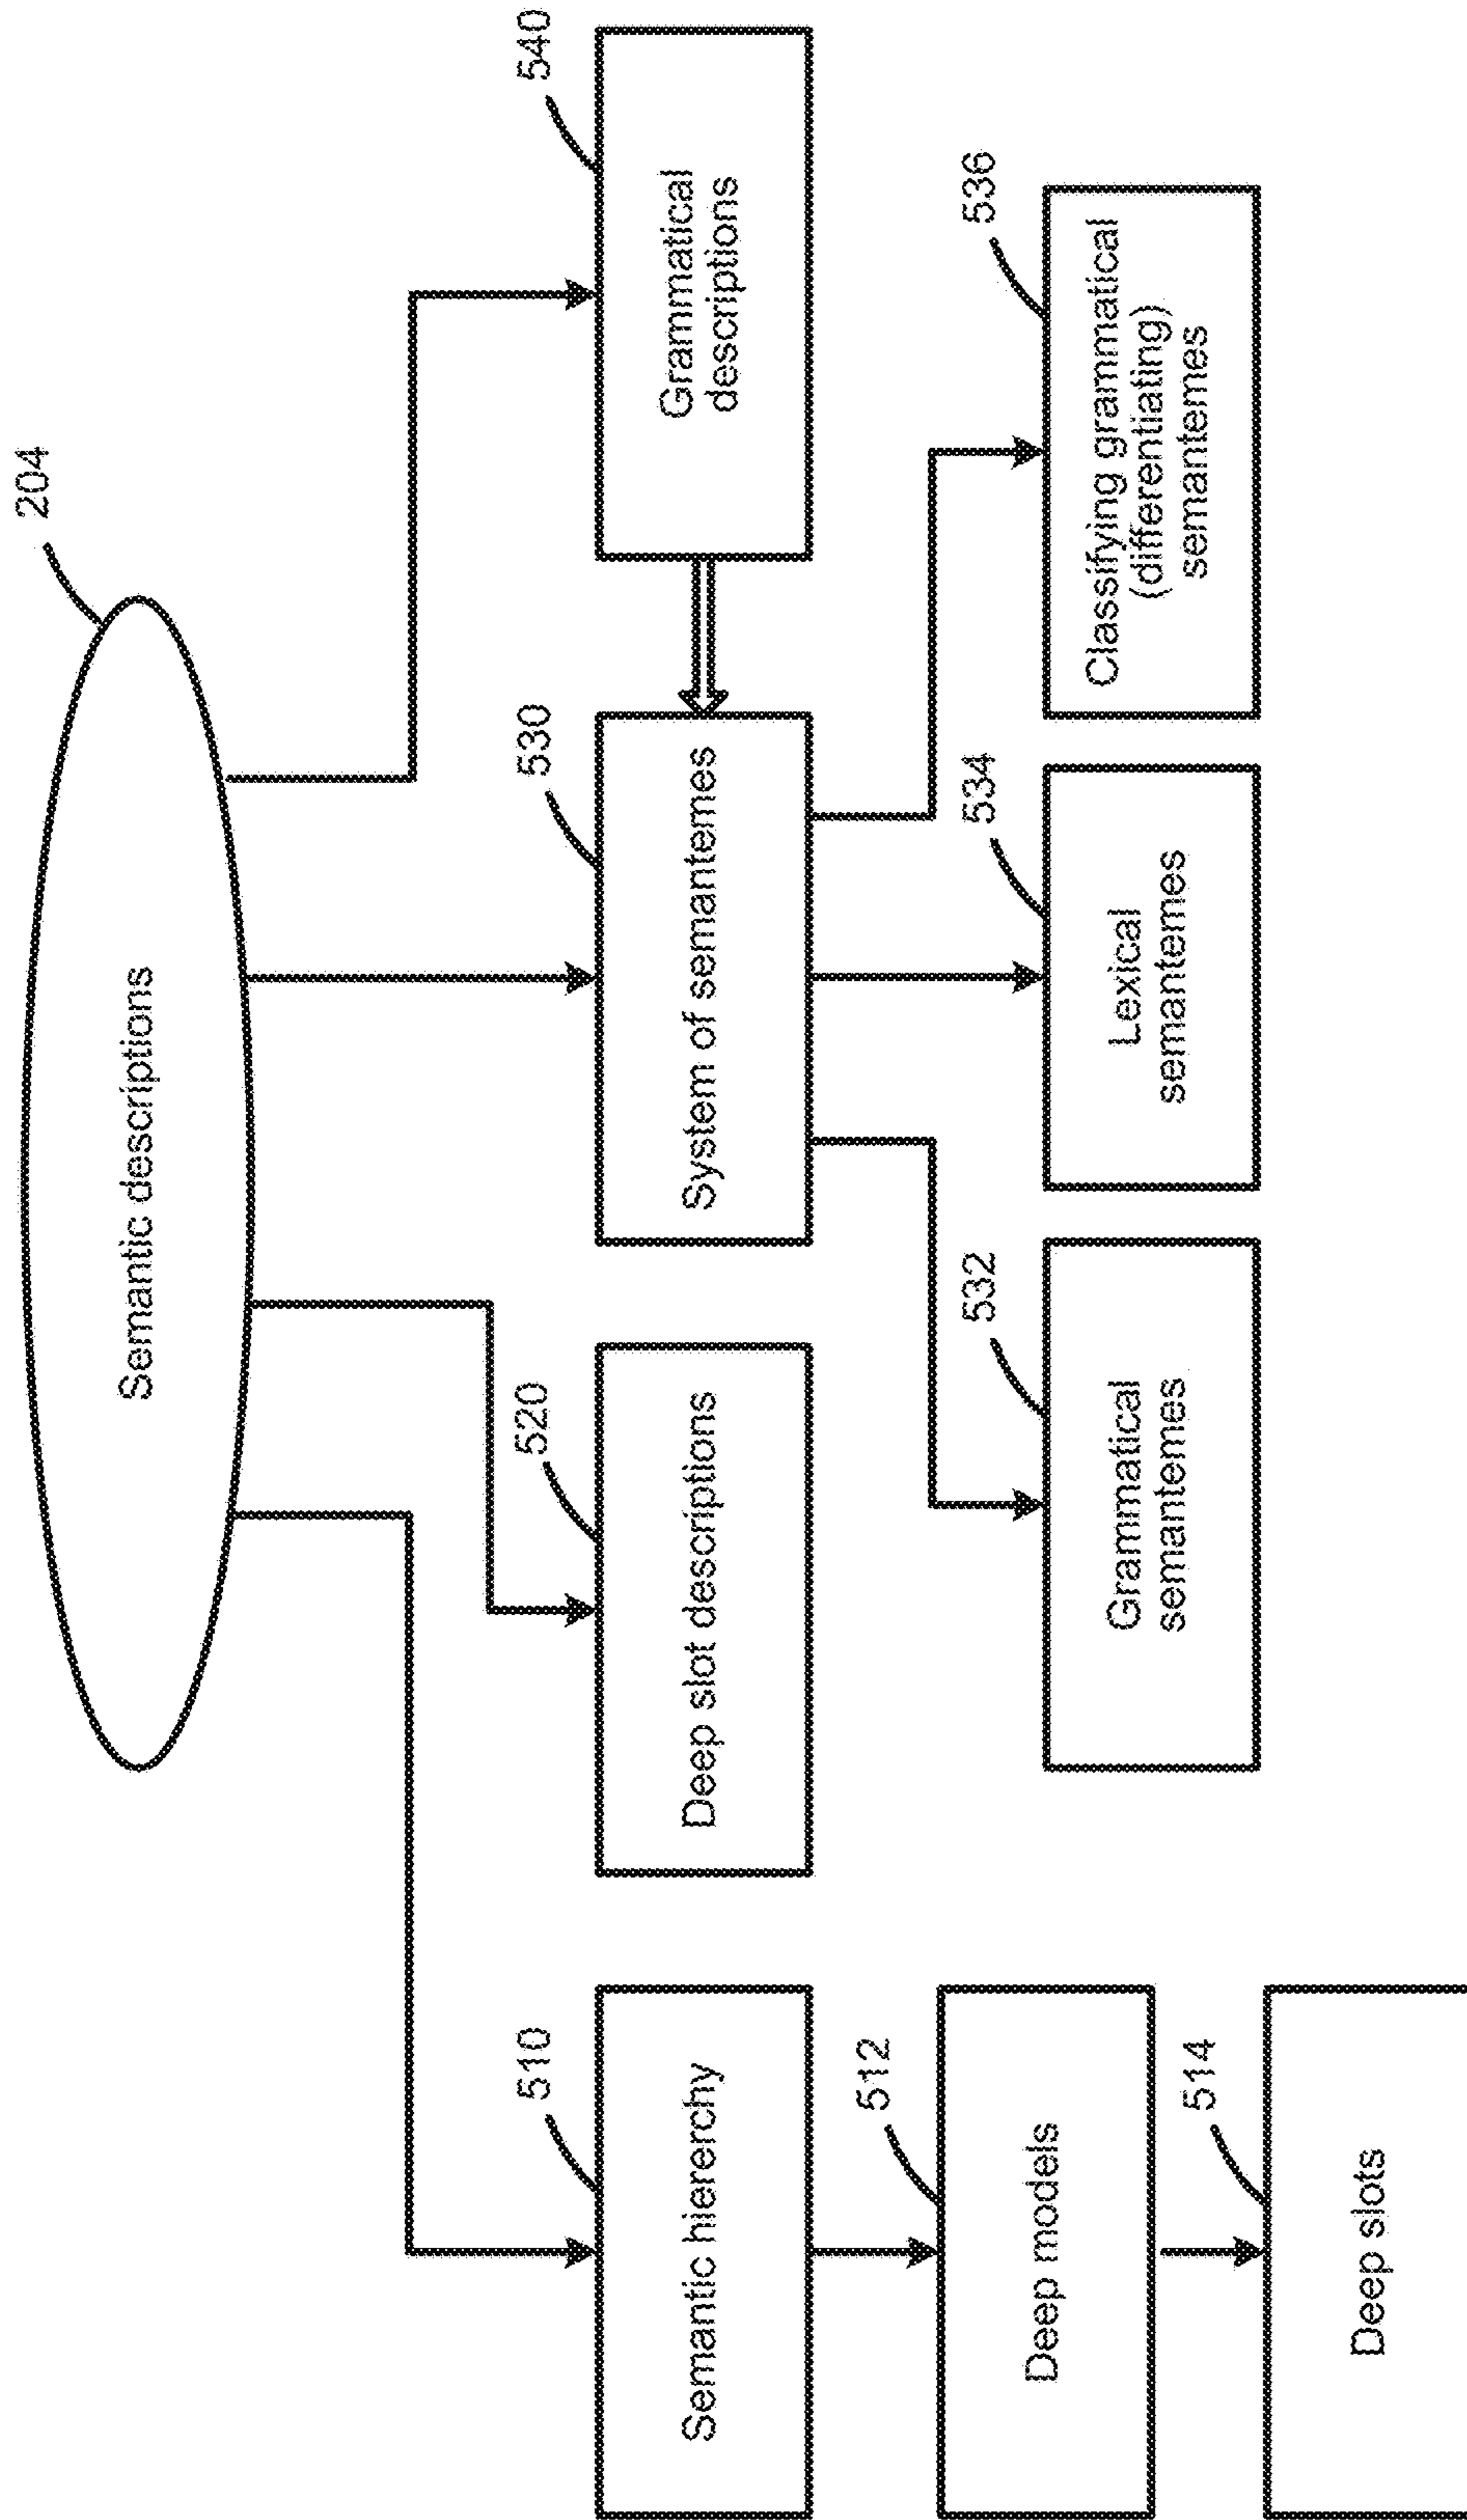 204
Semantic descriptions
510
520
530
540
Semantic hiererchy
Deep slot descriptions
System of semantemes
Grammatical
descriptions
512
532
534
536
Deep models
Grammatical
semantemes
Lexical
semantemes
Classifying grammatical
(differentiating)
semantemes
514
Deep slots